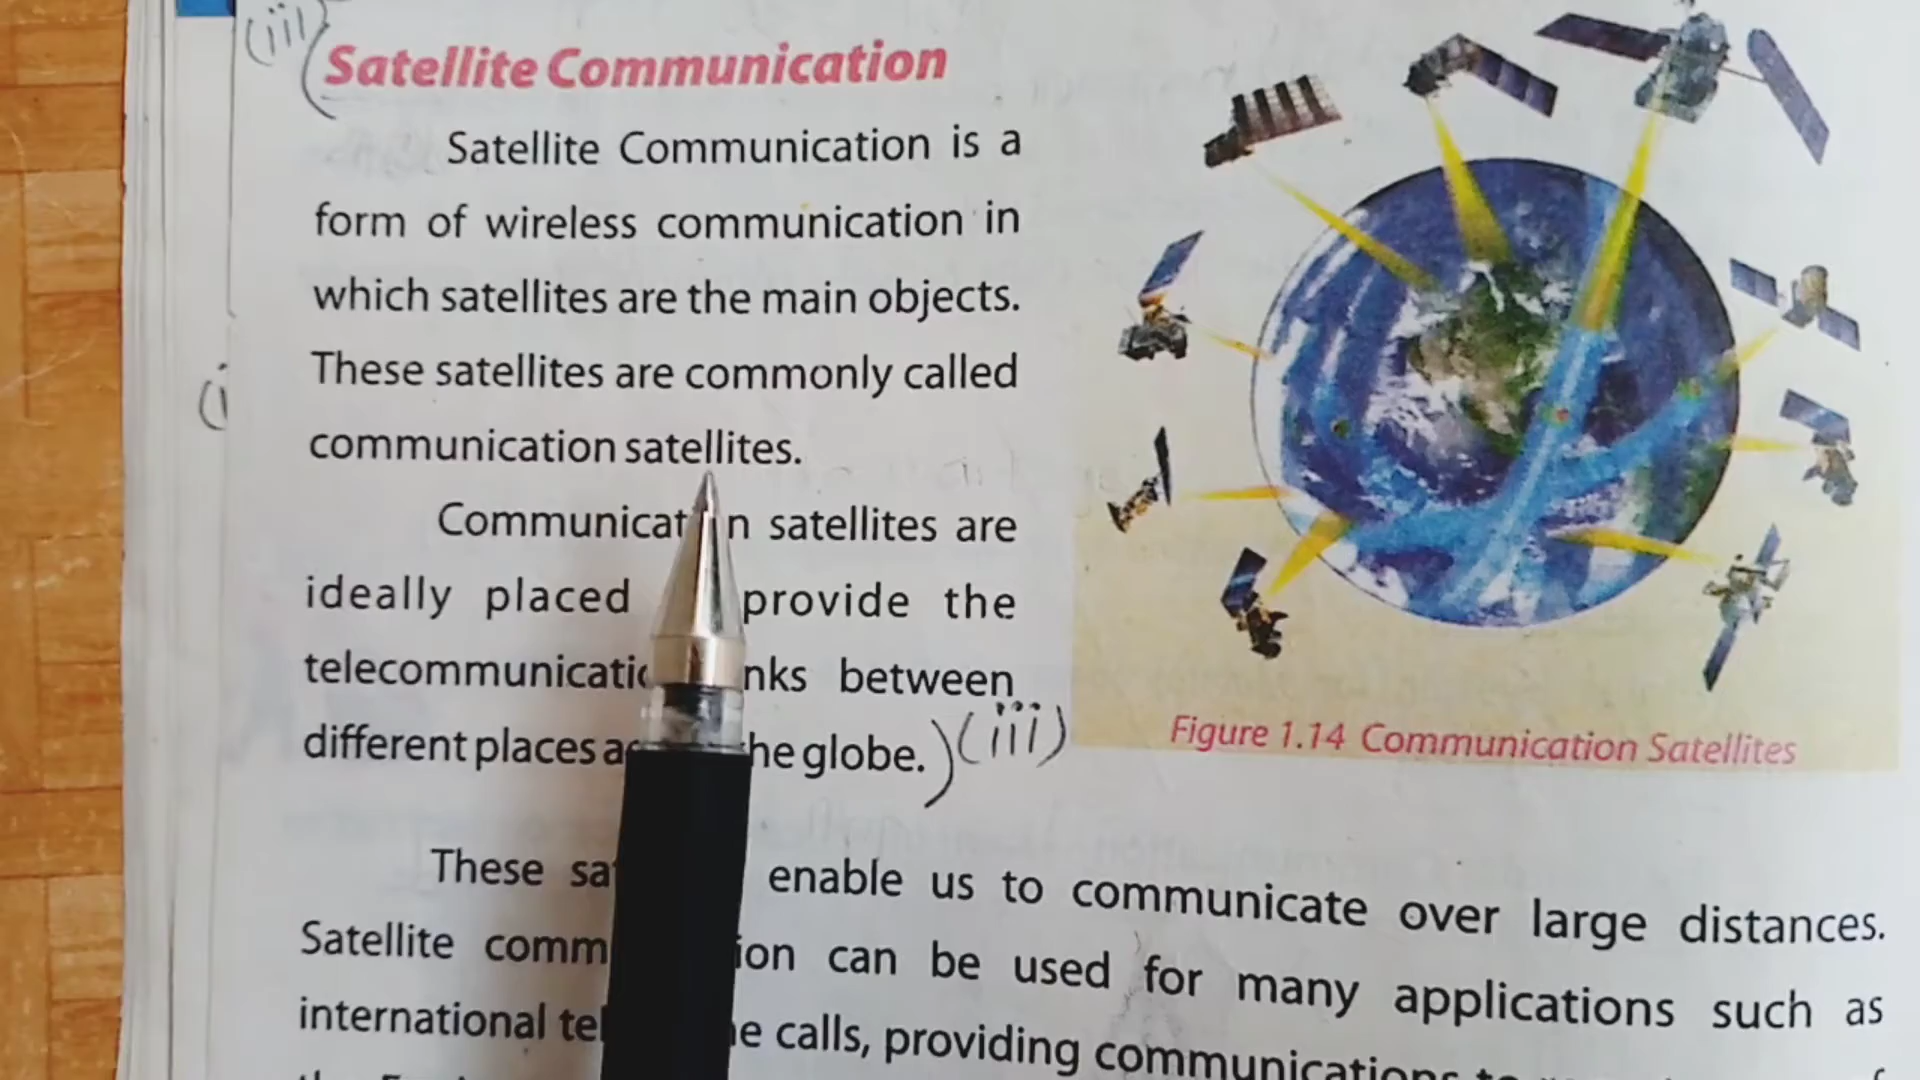 (iii)
Satellite Communication
Satellite Communication is a
form of wireless communication in
which satellites are the main objects.
These satellites are commonly called
communication satellites.
Communicat n satellites are
ideally placed provide the
telecommunicatio nks between
different places a he globe. (iii)
Figure 1.14 Communication Satellites
These sa enable us to communicate over large distances.
Satellite comm ion can be used for many applications such as
international te e calls, providing communications to